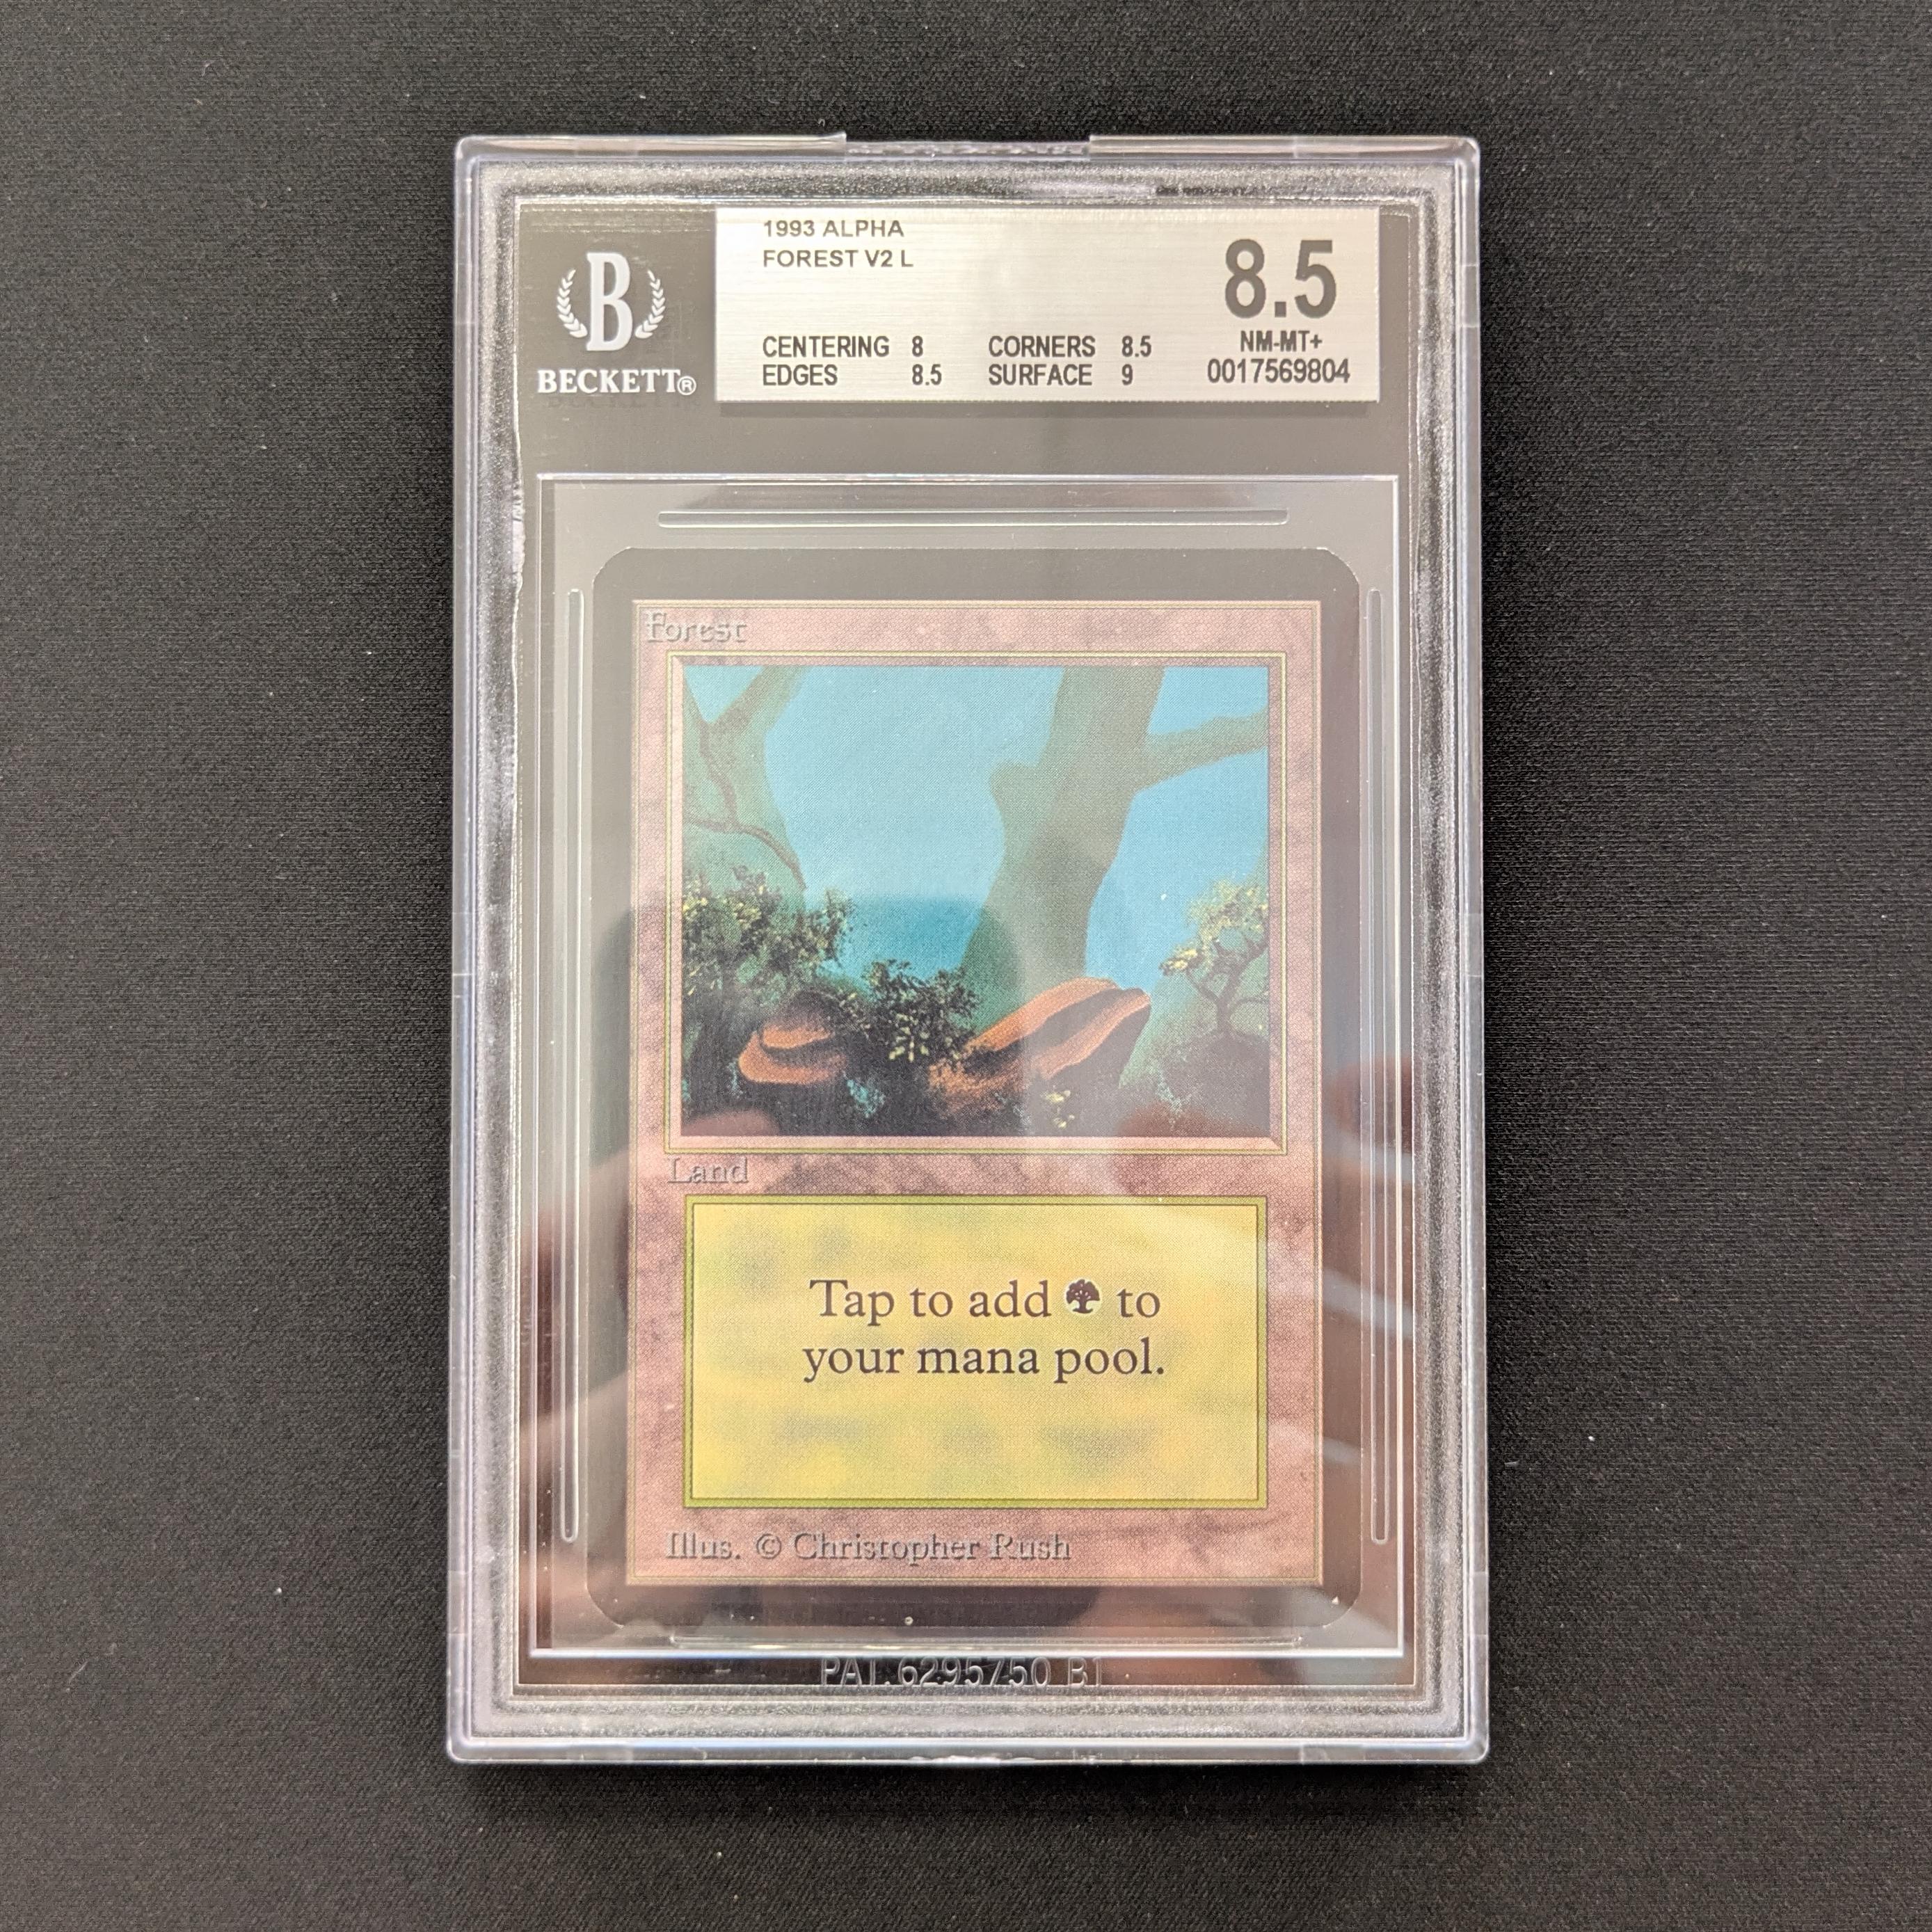 1993 ALPHA
FOREST V2 L
8.5
CENTERING 8 CORNERS 8.5
NM-MT+
EDGES 8.5 SURFACE 9
0017569804
B
BECKETT®
Forest
Land
Tap to add to
your mana pool.
Illus. © Christopher Rush
PAT. 6295750 B1